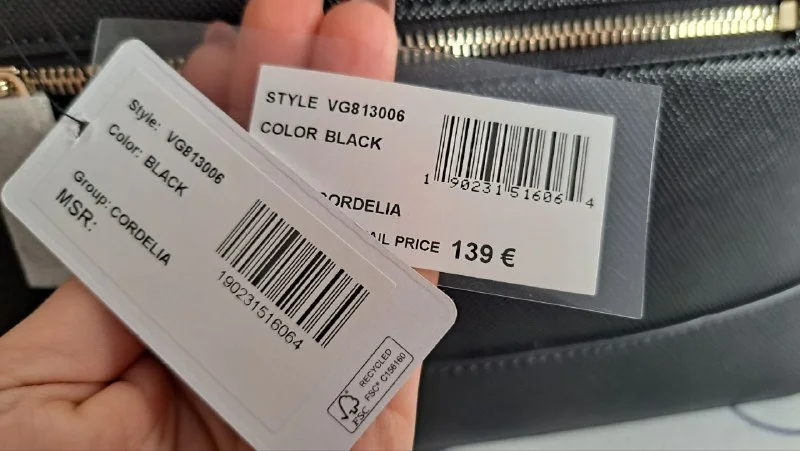 Style: VG813006
Color: BLACK
Group: CORDELIA
MSR:
190231516064
RECYCLED
FSC® C156160
FSC
STYLE VG813006
COLOR BLACK
1 90231 51606 4
CORDELIA
AIL PRICE 139 €